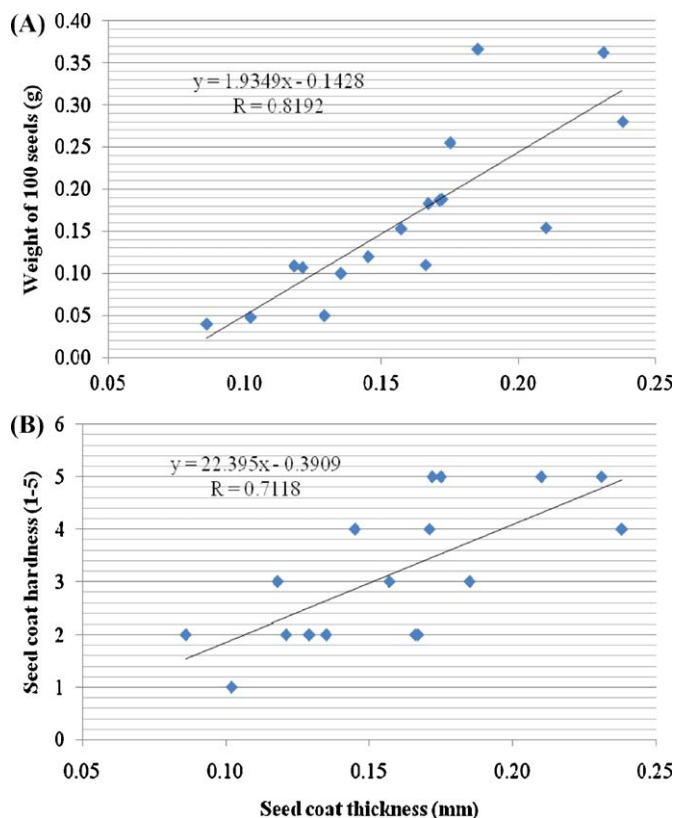 (A)
0.40
0.35
0.30
0.25
0.20
0.15
0.10
0.05
0.00
Weight of 100 seeds (g)
y = 1.9349x - 0.1428
R = 0.8192
0.05 0.10 0.15 0.20 0.25
(B)
6
5
4
3
2
1
0
Seed coat hardness (1-5)
y = 22.395x - 0.3909
R = 0.7118
0.05 0.10 0.15 0.20 0.25
Seed coat thickness (mm)